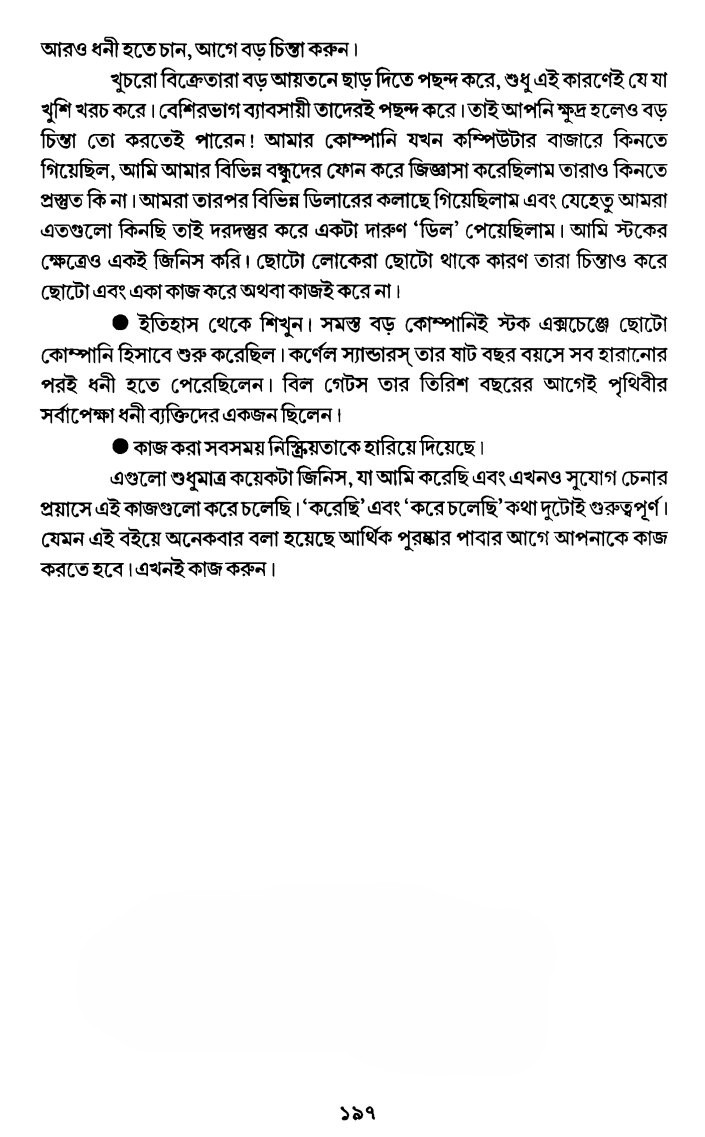 আরও ধনী হতে চান, আগে বড় চিন্তা করুন।
খুচরো বিক্রেতারা বড় আয়তনে ছাড় দিতে পছন্দ করে, শুধু এই কারণেই যে যা
খুশি খরচ করে। বেশিরভাগ ব্যাবসায়ী তাদেরই পছন্দ করে। তাই আপনি ক্ষুদ্র হলেও বড়
চিন্তা তো করতেই পারেন! আমার কোম্পানি যখন কম্পিউটার বাজারে কিনতে
গিয়েছিল, আমি আমার বিভিন্ন বন্ধুদের ফোন করে জিজ্ঞাসা করেছিলাম তারাও কিনতে
প্রস্তুত কি না। আমরা তারপর বিভিন্ন ডিলারের কলাছে গিয়েছিলাম এবং যেহেতু আমরা
এতগুলো কিনছি তাই দরদস্তুর করে একটা দারুণ ‘ডিল’ পেয়েছিলাম। আমি স্টকের
ক্ষেত্রেও একই জিনিস করি। ছোটো লোকেরা ছোটো থাকে কারণ তারা চিন্তাও করে
ছোটো এবং একা কাজ করে অথবা কাজই করে না।
● ইতিহাস থেকে শিখুন। সমস্ত বড় কোম্পানিই স্টক এক্সচেঞ্জে ছোটো
কোম্পানি হিসাবে শুরু করেছিল। কর্ণেল স্যান্ডারস্ তার ষাট বছর বয়সে সব হারানোর
পরই ধনী হতে পেরেছিলেন। বিল গেটস তার তিরিশ বছরের আগেই পৃথিবীর
সর্বাপেক্ষা ধনী ব্যক্তিদের একজন ছিলেন।
● কাজ করা সবসময় নিস্ক্রিয়তাকে হারিয়ে দিয়েছে।
এগুলো শুধুমাত্র কয়েকটা জিনিস, যা আমি করেছি এবং এখনও সুযোগ চেনার
প্রয়াসে এই কাজগুলো করে চলেছি। ‘করেছি’ এবং ‘করে চলেছি’ কথা দুটোই গুরুত্বপূর্ণ।
যেমন এই বইয়ে অনেকবার বলা হয়েছে আর্থিক পুরষ্কার পাবার আগে আপনাকে কাজ
করতে হবে। এখনই কাজ করুন।
১৯৭